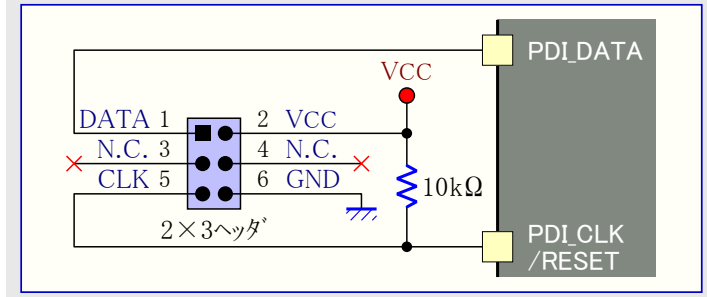 PDI_DATA
VCC
DATA 1
2 VCC
N.C. 3
4 N.C.
CLK 5
6 GND
10kΩ
2×3ヘッダ
PDI_CLK
/RESET